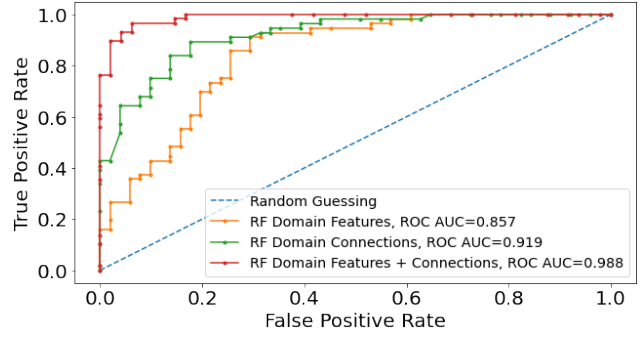 1.0
0.8
0.6
0.4
0.2
0.0
True Positive Rate
Random Guessing
RF Domain Features, ROC AUC=0.857
RF Domain Connections, ROC AUC=0.919
RF Domain Features + Connections, ROC AUC=0.988
0.0 0.2 0.4 0.6 0.8 1.0
False Positive Rate